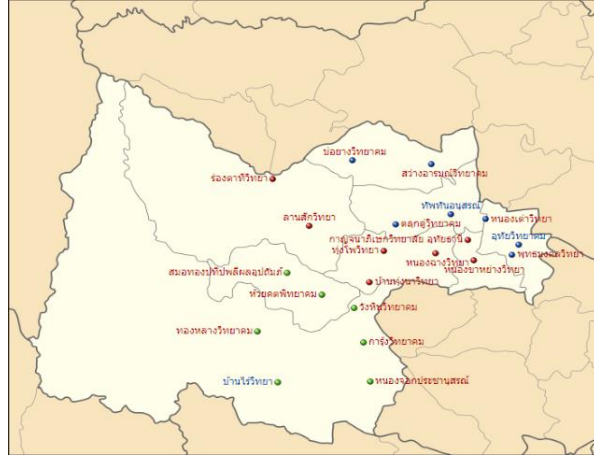 บ่อยางวิทยาคม
สว่างอารมณ์วิทยาคม
ร่องตาทีวิทยา
ทัพทันอนุสรณ์
ลานสักวิทยา
ตลุกดู่วิทยาคม
หนองเต่าวิทยา
กาญจนาภิเษกวิทยาลัย อุทัยธานี
อุทัยวิทยาคม
ทุ่งโพวิทยา
พุทธมงคลวิทยา
หนองฉางวิทยา
หนองขาหย่างวิทยา
สมอทองปทีปพลีผลอุปถัมภ์
บ้านทุ่งนาวิทยา
ห้วยคตพิทยาคม
วังหินวิทยาคม
ทองหลางวิทยาคม
การุ้งวิทยาคม
บ้านไร่วิทยา
หนองจอกประชานุสรณ์